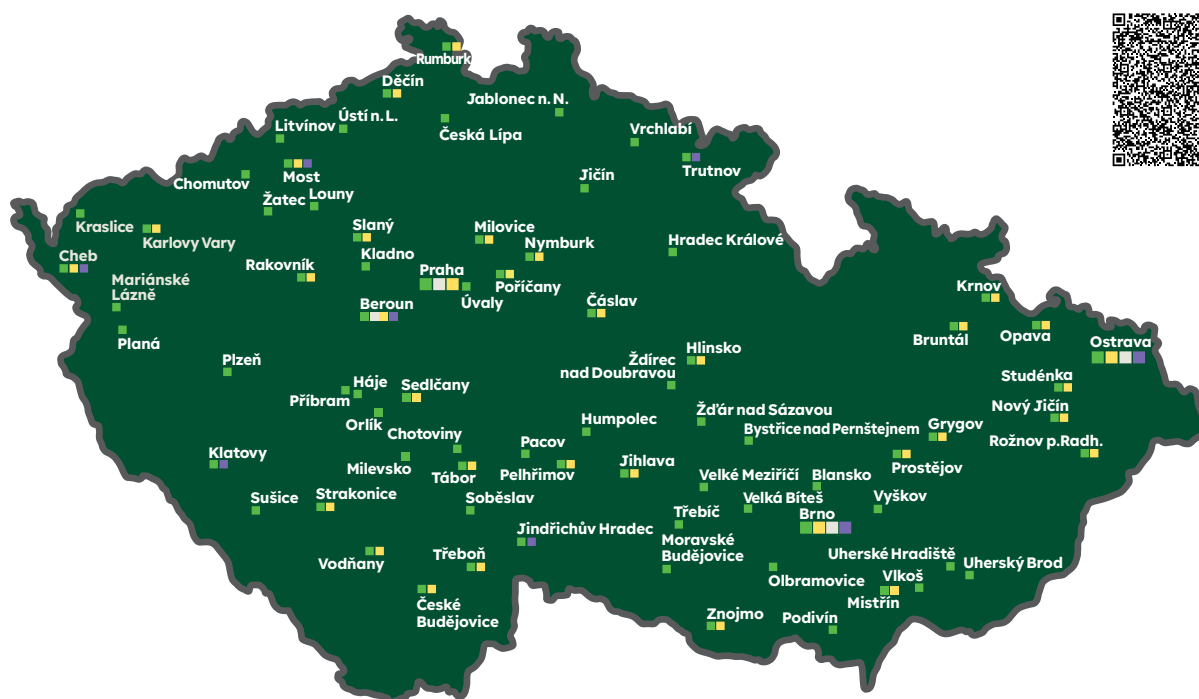 Rumburk
Děčín
Jablonec n. N.
Ústí n. L.
Česká Lípa
Litvínov
Vrchlabí
Most
Trutnov
Chomutov
Jičín
Žatec
Louny
Kraslice
Karlovy Vary
Slaný
Milovice
Nymburk
Hradec Králové
Cheb
Rakovník
Kladno
Praha
Poříčany
Mariánské
Lázně
Úvaly
Krnov
Beroun
Čáslav
Planá
Bruntál
Opava
Ostrava
Plzeň
Hlinsko
Ždírec
nad Doubravou
Studénka
Háje
Sedlčany
Příbram
Orlík
Humpolec
Žďár nad Sázavou
Nový Jičín
Chotoviny
Bystřice nad Pernštejnem
Grygov
Rožnov p.Radh.
Klatovy
Milevsko
Pacov
Jihlava
Prostějov
Tábor
Pelhřimov
Velké Meziříčí
Blansko
Sušice
Strakonice
Soběslav
Velká Bíteš
Vyškov
Třebíč
Brno
Jindřichův Hradec
Moravské
Budějovice
Vodňany
Třeboň
Uherské Hradiště
Uherský Brod
Olbramovice
Vlkoš
Mistřín
České
Budějovice
Znojmo
Podivín